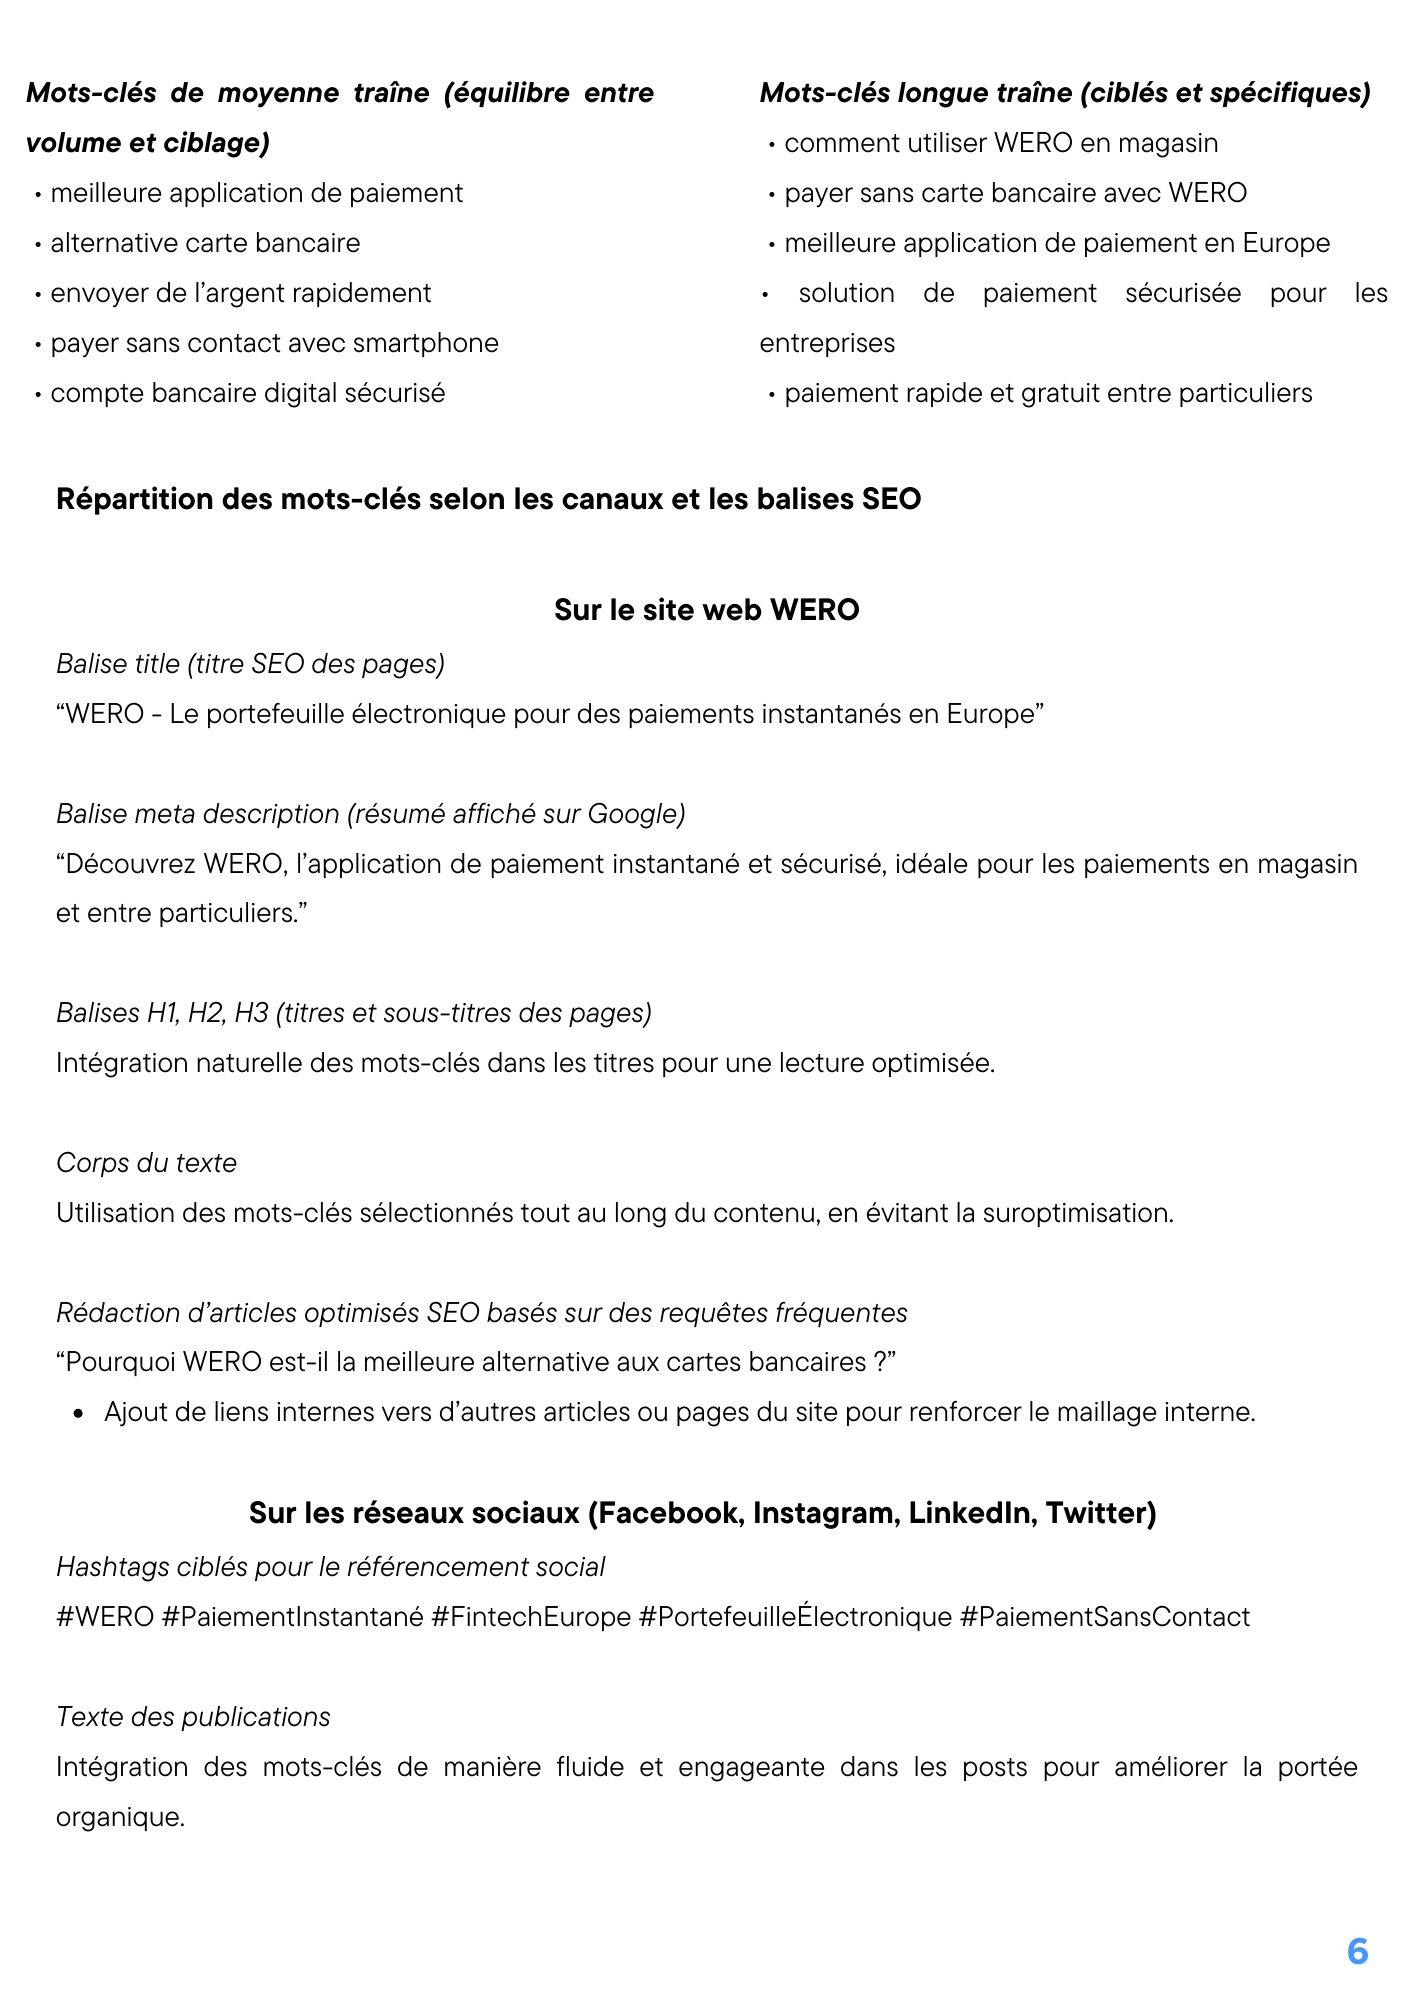 Mots-clés de moyenne traîne (équilibre entre
volume et ciblage)
• meilleure application de paiement
• alternative carte bancaire
• envoyer de l’argent rapidement
• payer sans contact avec smartphone
• compte bancaire digital sécurisé
Mots-clés longue traîne (ciblés et spécifiques)
• comment utiliser WERO en magasin
• payer sans carte bancaire avec WERO
• meilleure application de paiement en Europe
• solution de paiement sécurisée pour les
entreprises
• paiement rapide et gratuit entre particuliers
Répartition des mots-clés selon les canaux et les balises SEO
Sur le site web WERO
Balise title (titre SEO des pages)
“WERO - Le portefeuille électronique pour des paiements instantanés en Europe”
Balise meta description (résumé affiché sur Google)
“Découvrez WERO, l’application de paiement instantané et sécurisé, idéale pour les paiements en magasin
et entre particuliers.”
Balises H1, H2, H3 (titres et sous-titres des pages)
Intégration naturelle des mots-clés dans les titres pour une lecture optimisée.
Corps du texte
Utilisation des mots-clés sélectionnés tout au long du contenu, en évitant la suroptimisation.
Rédaction d’articles optimisés SEO basés sur des requêtes fréquentes
“Pourquoi WERO est-il la meilleure alternative aux cartes bancaires ?”
• Ajout de liens internes vers d’autres articles ou pages du site pour renforcer le maillage interne.
Sur les réseaux sociaux (Facebook, Instagram, LinkedIn, Twitter)
Hashtags ciblés pour le référencement social
#WERO #PaiementInstantané #FintechEurope #PortefeuilleÉlectronique #PaiementSansContact
Texte des publications
Intégration des mots-clés de manière fluide et engageante dans les posts pour améliorer la portée
organique.
6